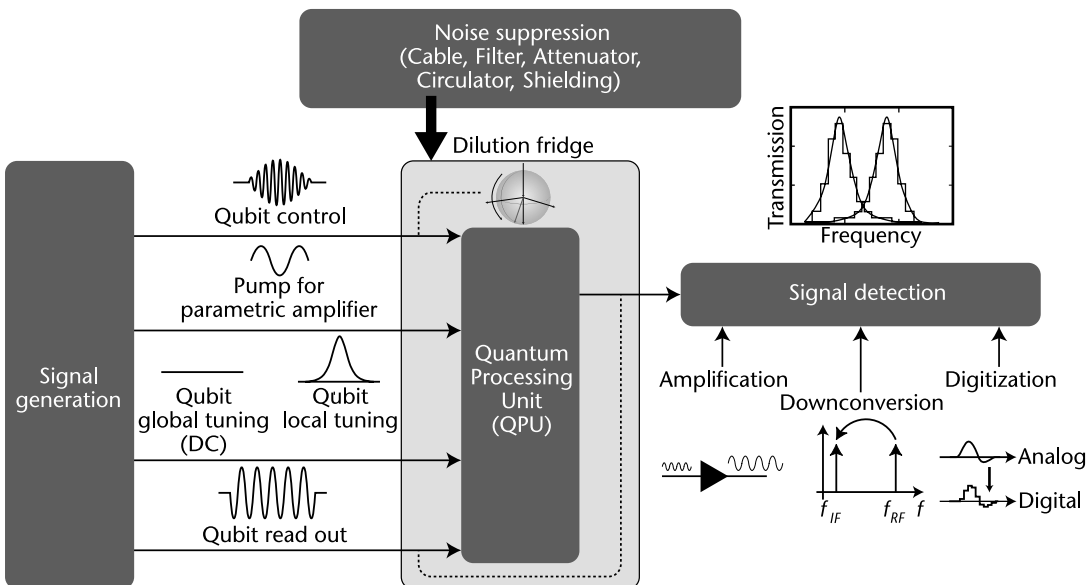 Noise suppression
(Cable, Filter, Attenuator,
Circulator, Shielding)
Dilution fridge
Transmission
Frequency
Qubit control
Pump for
parametric amplifier
Signal
generation
Qubit
global tuning
(DC)
Qubit
local tuning
Qubit read out
Quantum
Processing
Unit
(QPU)
Signal detection
Amplification
Downconversion
Digitization
f_IF
f_RF
f
Analog
Digital